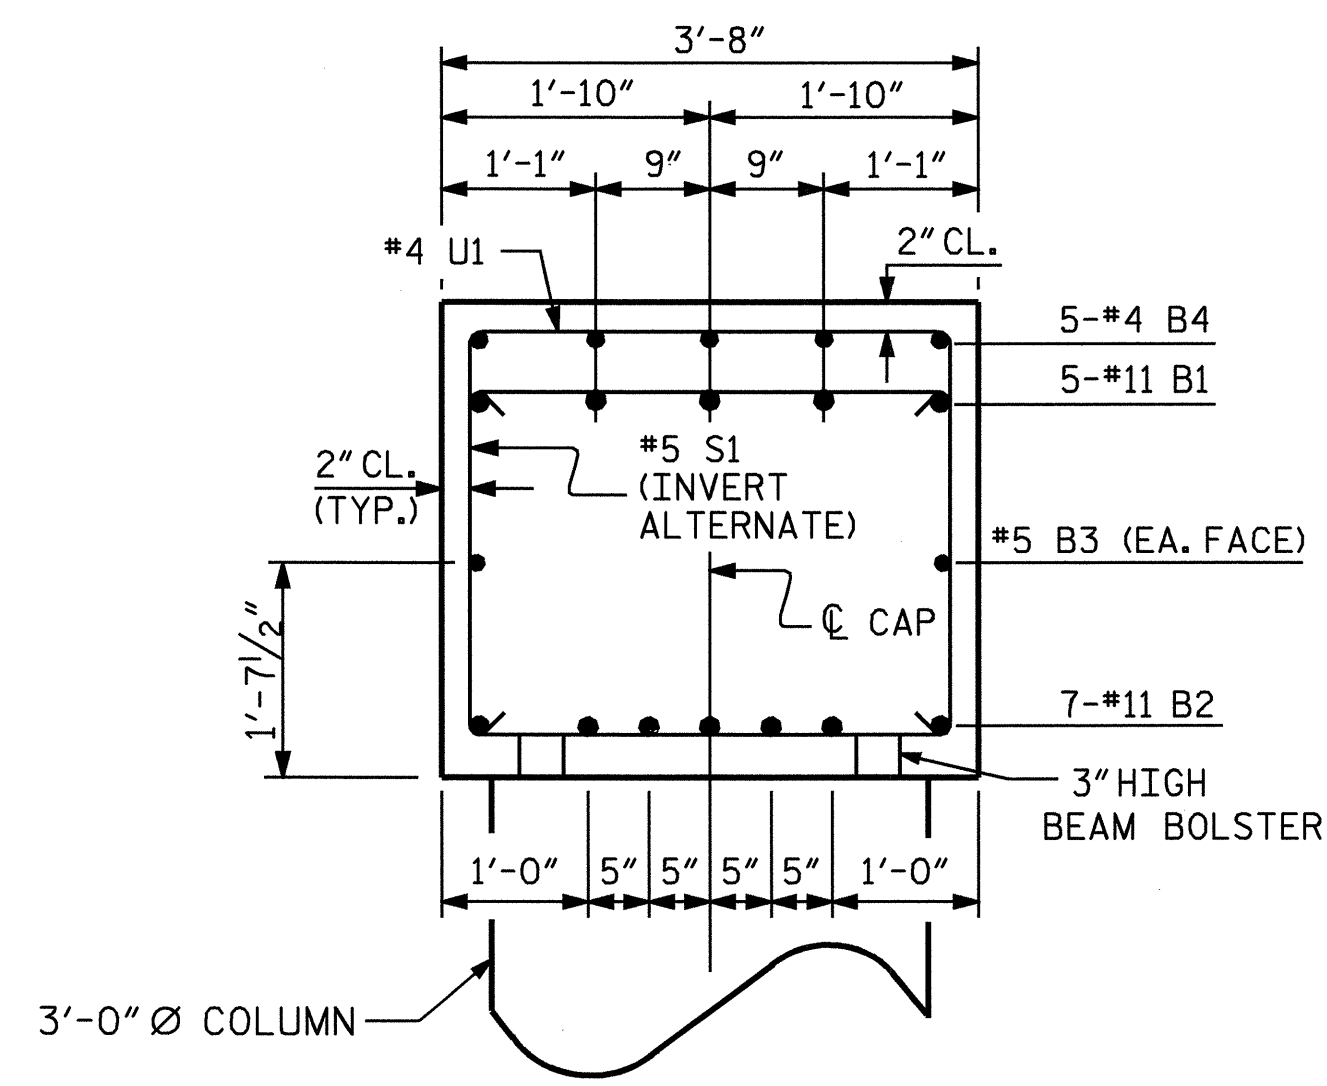 3'-8"
1'-10" 1'-10"
1'-1" 9" 9" 1'-1"
#4 U1
2" CL.
5-#4 B4
5-#11 B1
#5 S1
(INVERT
ALTERNATE)
2" CL.
(TYP.)
#5 B3 (EA. FACE)
1'-7 1/2"
℄ CAP
7-#11 B2
3" HIGH
BEAM BOLSTER
1'-0" 5" 5" 5" 5" 1'-0"
3'-0" Ø COLUMN